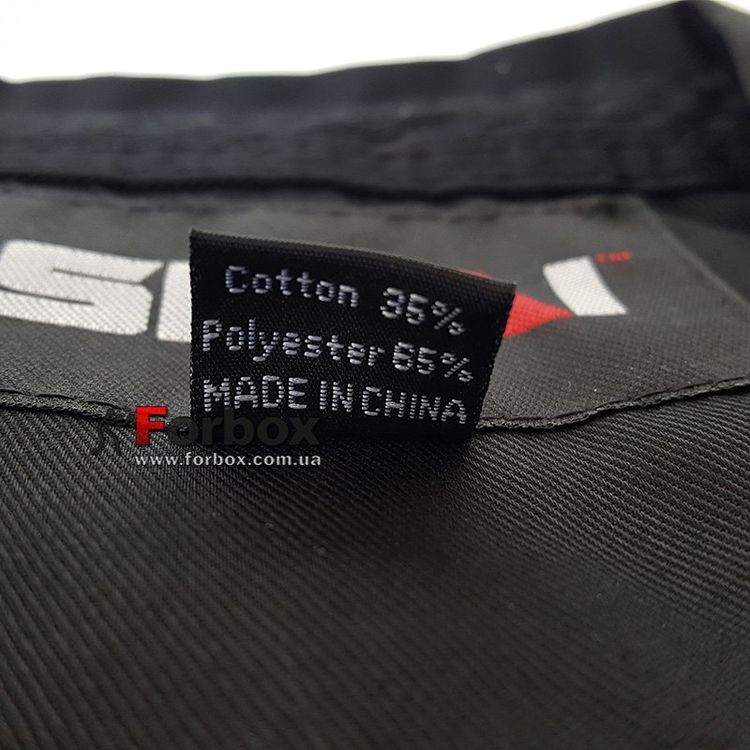 Cotton 35%
Polyester 65%
MADE IN CHINA
Forbox
www.forbox.com.ua